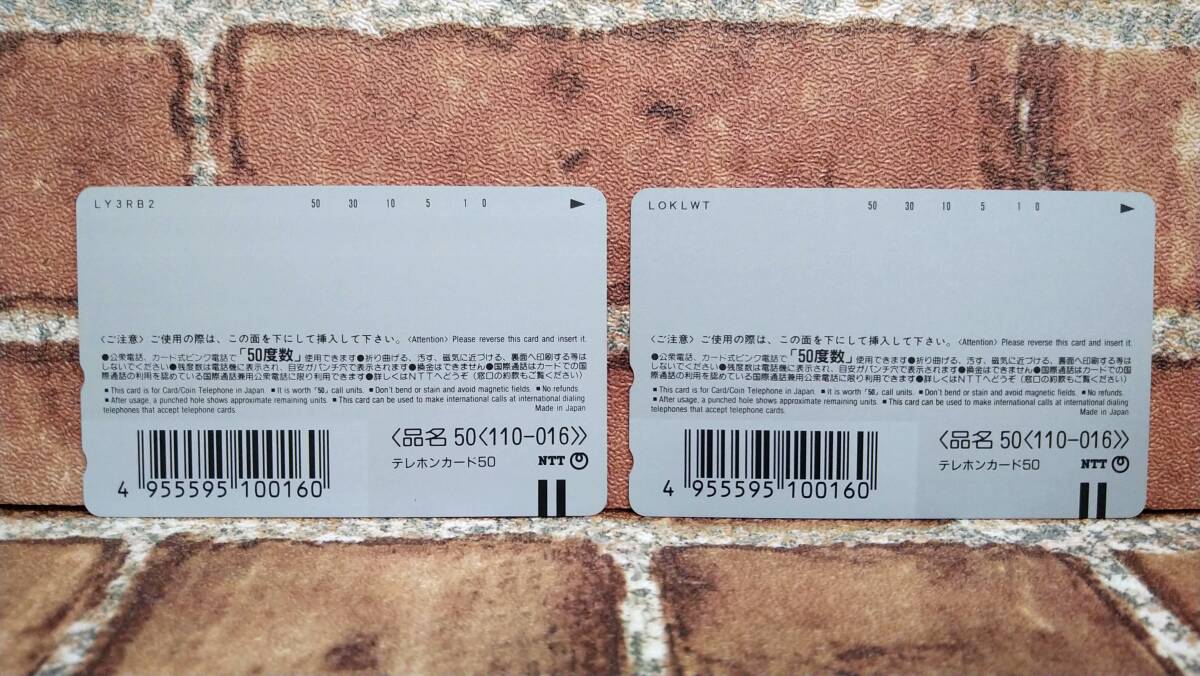 LY3RB2 50 30 10 5 1 0 ▶
〈ご注意〉ご使用の際は、この面を下にして挿入して下さい。〈Attention〉Please reverse this card and insert it.
●公衆電話、カード式ピンク電話で「50度数」使用できます●折り曲げる、汚す、磁気に近づける、裏面へ印刷する等は
しないでください●残度数は電話機に表示され、目安がパンチ穴で表示されます●換金はできません●国際通話はカードでの国
際通話の利用を認めている国際通話兼用公衆電話に限り利用できます●詳しくはNTTへどうぞ(窓口の約款もご覧ください)
■This card is for Card/Coin Telephone in Japan. ■It is worth「50」call units. ■Don't bend or stain and avoid magnetic fields. ■No refunds.
■After usage, a punched hole shows approximate remaining units. ■This card can be used to make international calls at international dialing
telephones that accept telephone cards. Made in Japan
〈品名 50〈110-016〉〉
テレホンカード50 NTT
4 955595 100160
LOKLWT 50 30 10 5 1 0 ▶
〈ご注意〉ご使用の際は、この面を下にして挿入して下さい。〈Attention〉Please reverse this card and insert it.
●公衆電話、カード式ピンク電話で「50度数」使用できます●折り曲げる、汚す、磁気に近づける、裏面へ印刷する等は
しないでください●残度数は電話機に表示され、目安がパンチ穴で表示されます●換金はできません●国際通話はカードでの国
際通話の利用を認めている国際通話兼用公衆電話に限り利用できます●詳しくはNTTへどうぞ(窓口の約款もご覧ください)
■This card is for Card/Coin Telephone in Japan. ■It is worth「50」call units. ■Don't bend or stain and avoid magnetic fields. ■No refunds.
■After usage, a punched hole shows approximate remaining units. ■This card can be used to make international calls at international dialing
telephones that accept telephone cards. Made in Japan
〈品名 50〈110-016〉〉
テレホンカード50 NTT
4 955595 100160